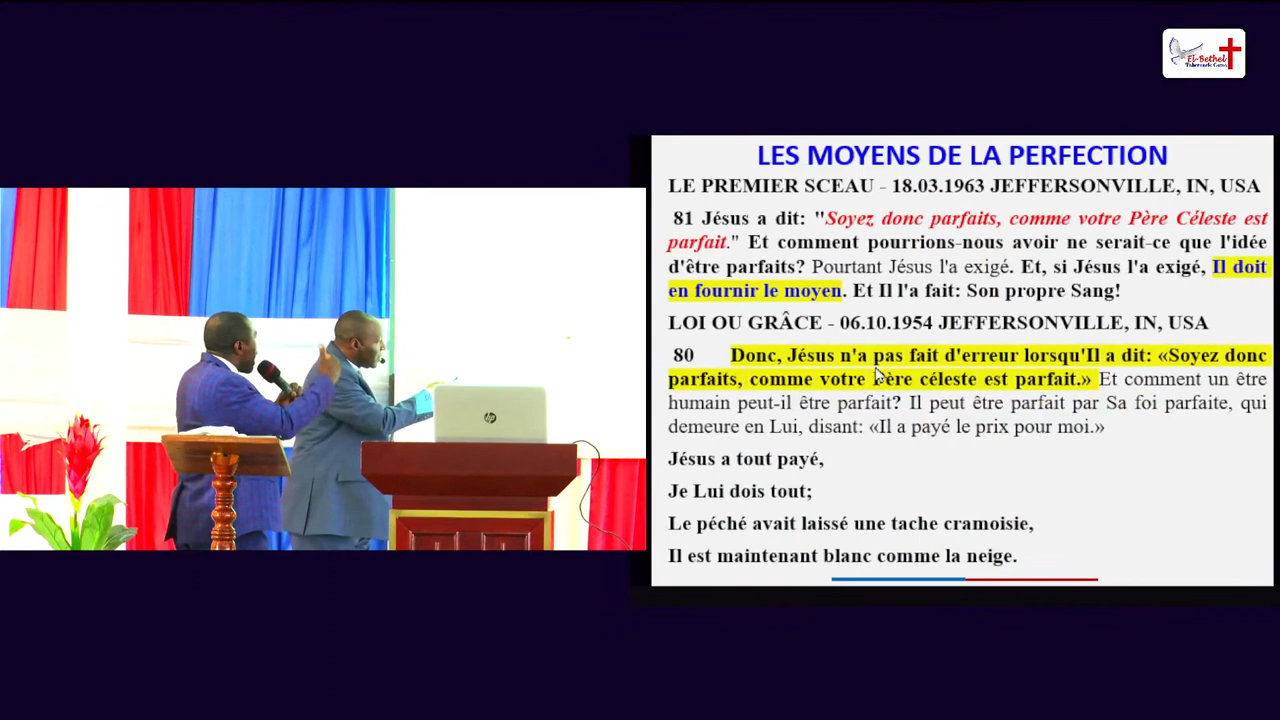 El-Bethel
LES MOYENS DE LA PERFECTION
LE PREMIER SCEAU - 18.03.1963 JEFFERSONVILLE, IN, USA
81 Jésus a dit: "Soyez donc parfaits, comme votre Père Céleste est
parfait." Et comment pourrions-nous avoir ne serait-ce que l'idée
d'être parfaits? Pourtant Jésus l'a exigé. Et, si Jésus l'a exigé, Il doit
en fournir le moyen. Et Il l'a fait: Son propre Sang!
LOI OU GRÂCE - 06.10.1954 JEFFERSONVILLE, IN, USA
80 Donc, Jésus n'a pas fait d'erreur lorsqu'Il a dit: «Soyez donc
parfaits, comme votre Père céleste est parfait.» Et comment un être
humain peut-il être parfait? Il peut être parfait par Sa foi parfaite, qui
demeure en Lui, disant: «Il a payé le prix pour moi.»
Jésus a tout payé,
Je Lui dois tout;
Le péché avait laissé une tache cramoisie,
Il est maintenant blanc comme la neige.
hp